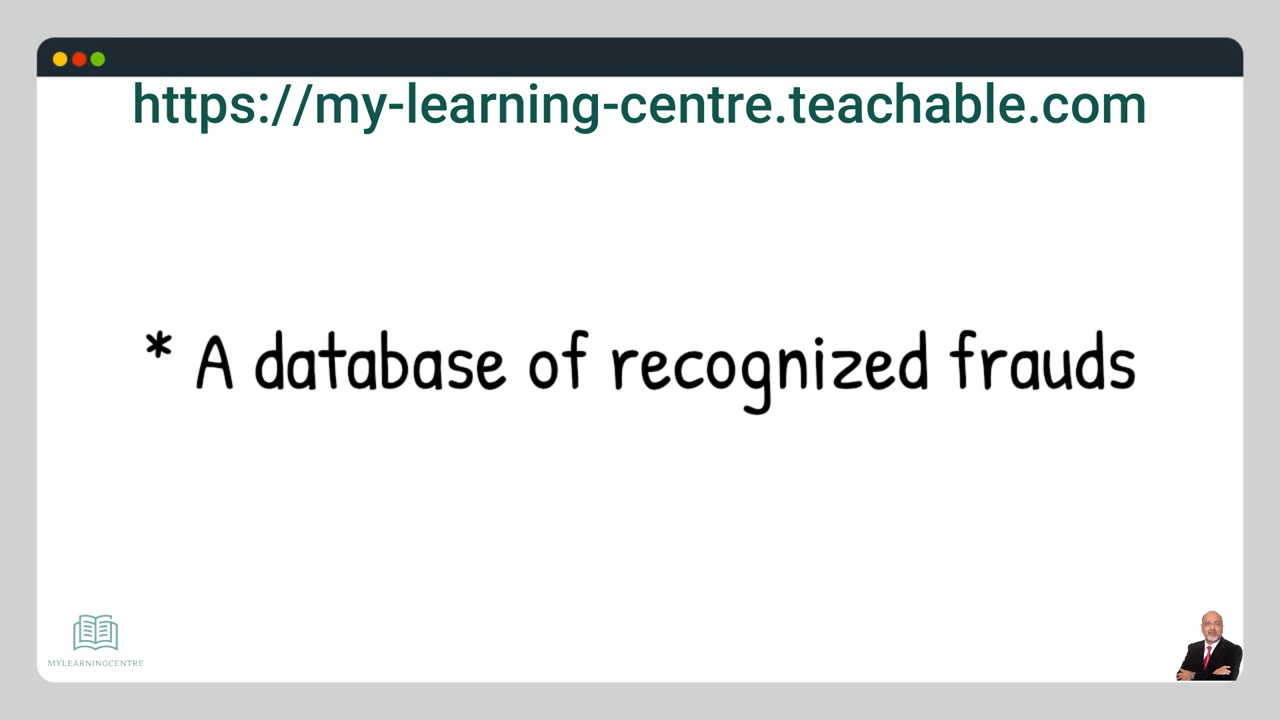 https://my-learning-centre.teachable.com
* A database of recognized frauds
MYLEARNINGCENTRE